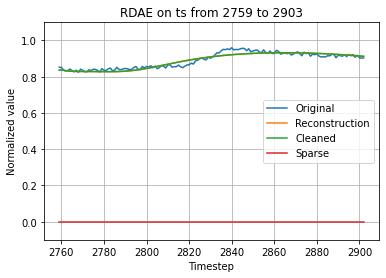 RDAE on ts from 2759 to 2903
Normalized value
1.0
0.8
0.6
0.4
0.2
0.0
Original
Reconstruction
Cleaned
Sparse
2760 2780 2800 2820 2840 2860 2880 2900
Timestep